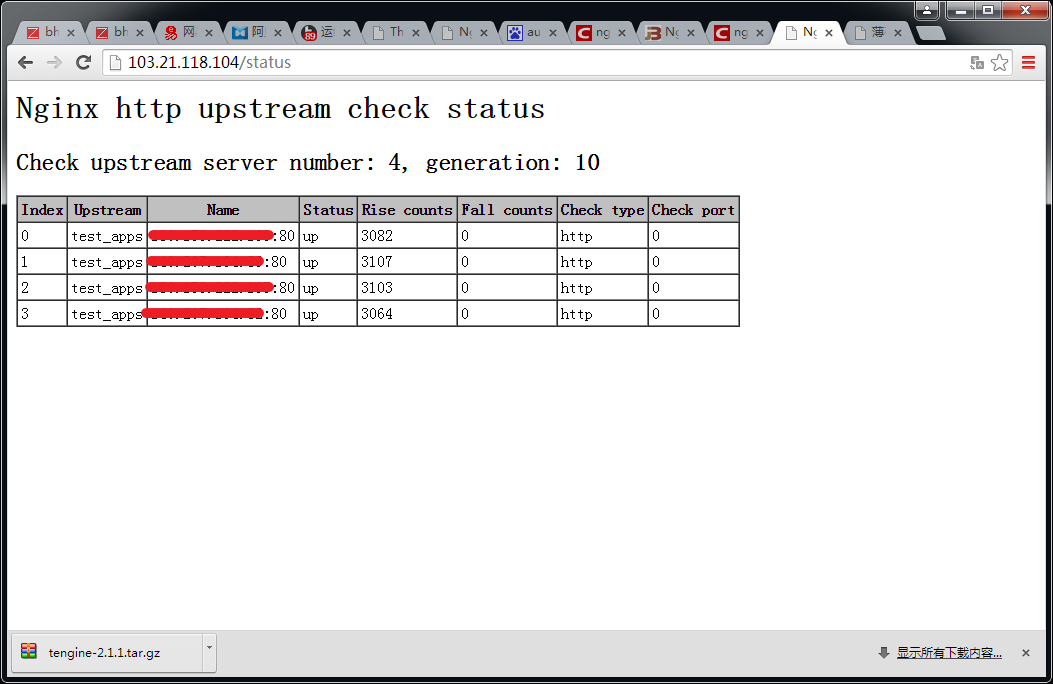 bh
bh
网
阿
运
Th
Ng
au
ng
Ng
ng
Ng
薄
103.21.118.104/status
Nginx http upstream check status
Check upstream server number: 4, generation: 10
Index Upstream Name Status Rise counts Fall counts Check type Check port
0 test_apps :80 up 3082 0 http 0
1 test_apps :80 up 3107 0 http 0
2 test_apps :80 up 3103 0 http 0
3 test_apps :80 up 3064 0 http 0
tengine-2.1.1.tar.gz
显示所有下载内容...